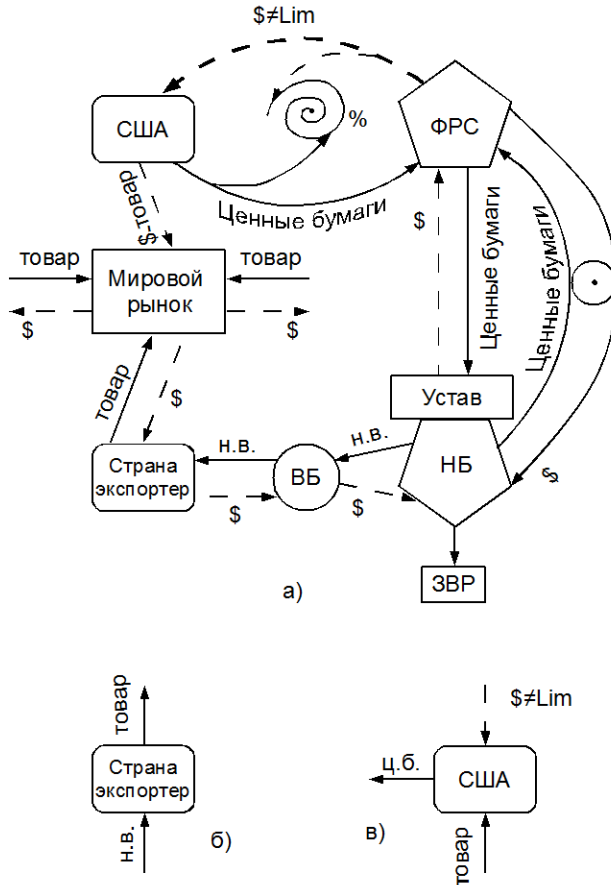 $≠Lim
США
%
ФРС
Ценные бумаги
$-товар
$
товар
товар
Мировой
рынок
$
$
Ценные бумаги
Ценные бумаги
товар
$
Устав
н.в.
н.в.
Страна
экспортер
ВБ
НБ
$
$
$
ЗВР
а)
товар
$≠Lim
Страна
экспортер
ц.б.
США
н.в.
б)
в)
товар